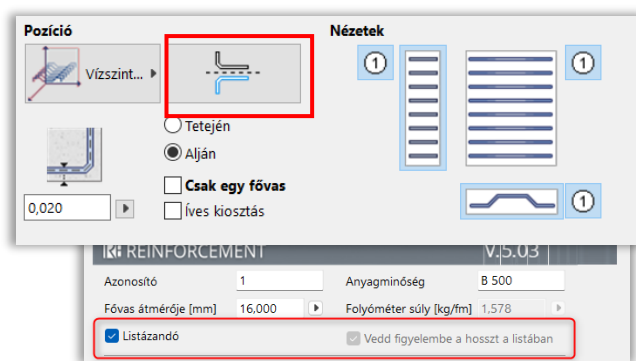 Pozíció Nézetek
Vízszint...
1 1
Tetején
Alján
Csak egy fővas
0,020 Íves kiosztás 1
KI REINFORCEMENT V.5.03
Azonosító 1 Anyagminőség B 500
Fővas átmérője [mm] 16,000 Folyóméter súly [kg/fm] 1,578
Listázandó Vedd figyelembe a hosszt a listában